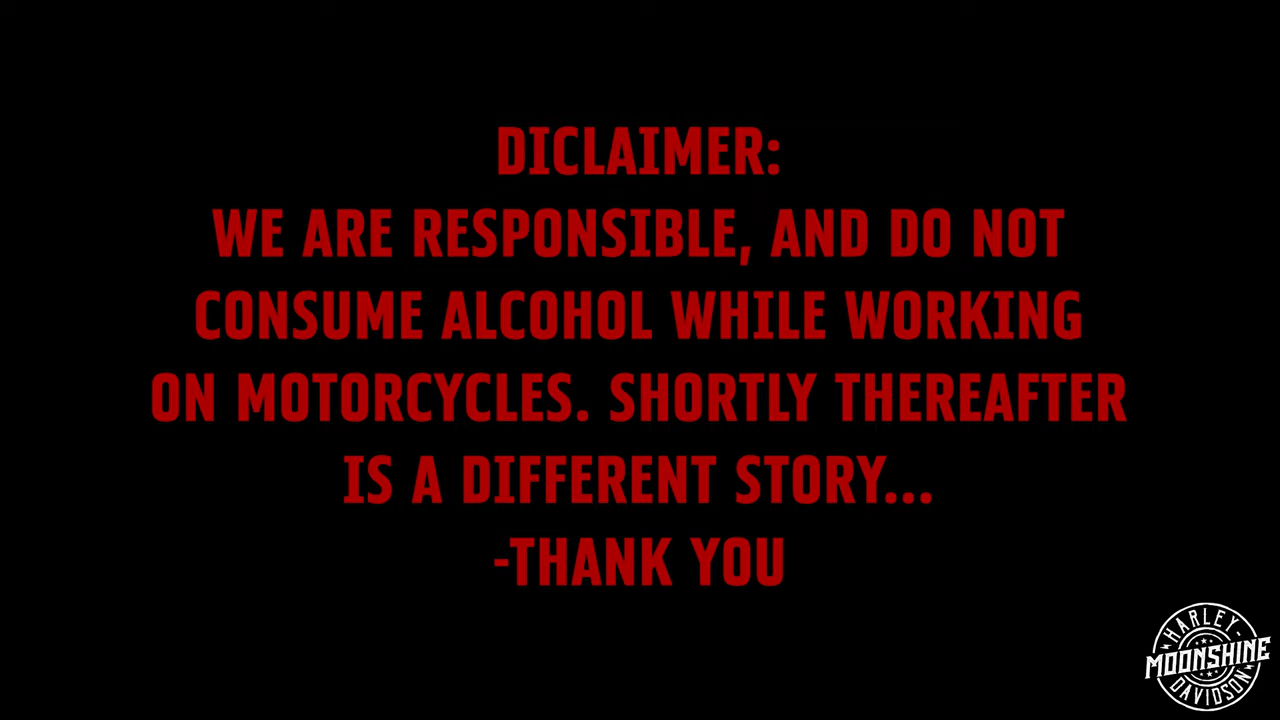 DICLAIMER:
WE ARE RESPONSIBLE, AND DO NOT
CONSUME ALCOHOL WHILE WORKING
ON MOTORCYCLES. SHORTLY THEREAFTER
IS A DIFFERENT STORY...
-THANK YOU
HARLEY-
MOONSHINE
DAVIDSON